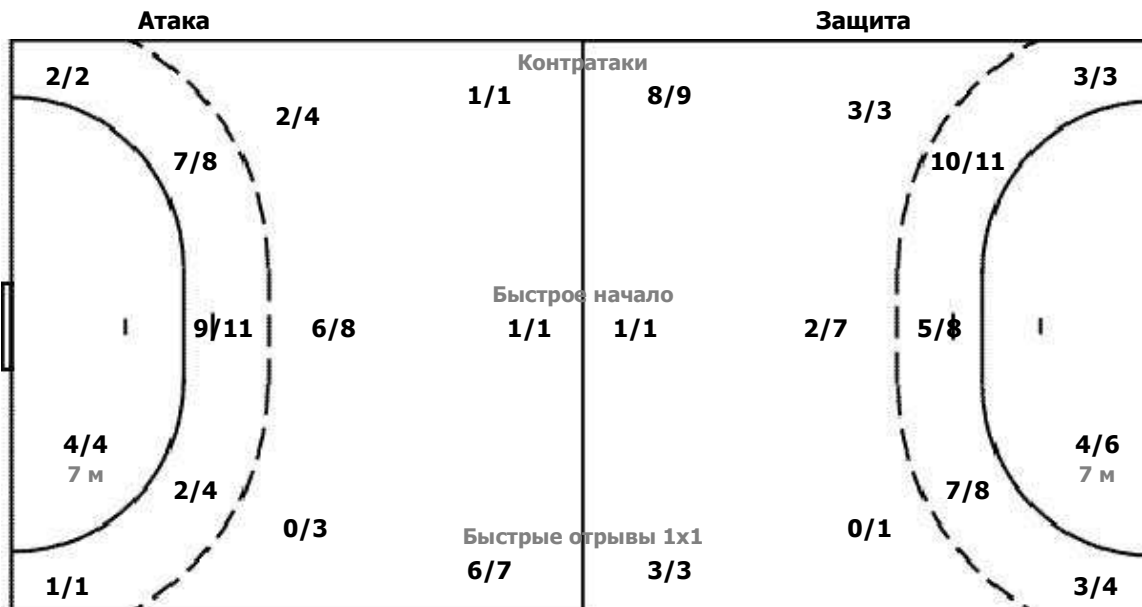 Атака Защита
Контратаки
2/2 3/3
1/1 8/9
2/4 3/3
7/8 10/11
Быстрое начало
9/11 6/8 1/1 1/1 2/7 5/8
4/4 4/6
7 м 7 м
2/4 7/8
0/3 0/1
Быстрые отрывы 1x1
6/7 3/3
1/1 3/4